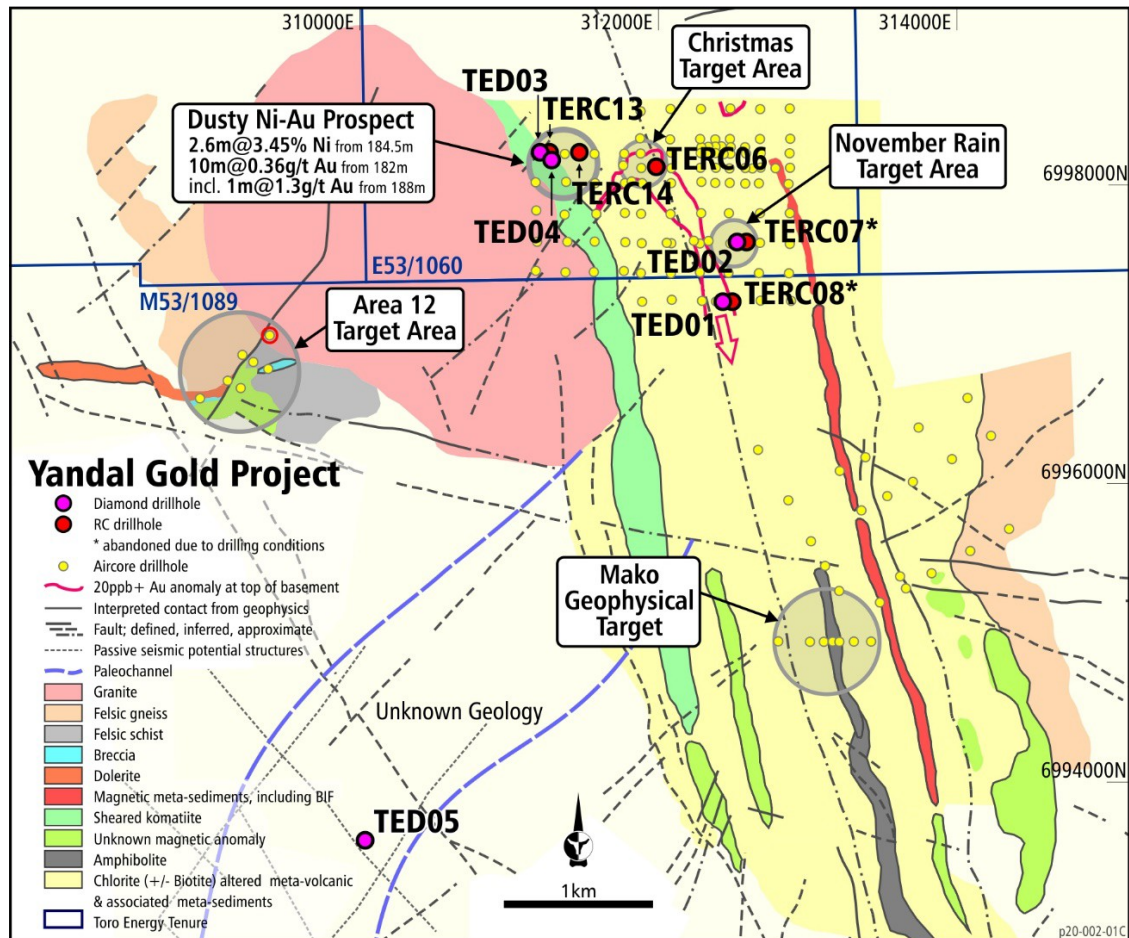 310000E
312000E
314000E
Christmas
Target Area
TED03
TERC13
Dusty Ni-Au Prospect
2.6m@3.45% Ni from 184.5m
10m@0.36g/t Au from 182m
incl. 1m@1.3g/t Au from 188m
November Rain
Target Area
TERC06
TERC14
6998000N
TED04
TERC07*
TED02
E53/1060
M53/1089
TERC08*
TED01
Area 12
Target Area
6996000N
Yandal Gold Project
Diamond drillhole
RC drillhole
* abandoned due to drilling conditions
Aircore drillhole
20ppb+ Au anomaly at top of basement
Interpreted contact from geophysics
Fault; defined, inferred, approximate
Passive seismic potential structures
Paleochannel
Granite
Felsic gneiss
Felsic schist
Breccia
Dolerite
Magnetic meta-sediments, including BIF
Sheared komatiite
Unknown magnetic anomaly
Amphibolite
Chlorite (+/- Biotite) altered meta-volcanic
& associated meta-sediments
Toro Energy Tenure
Mako
Geophysical
Target
Unknown Geology
6994000N
TED05
1km
p20-002-01C